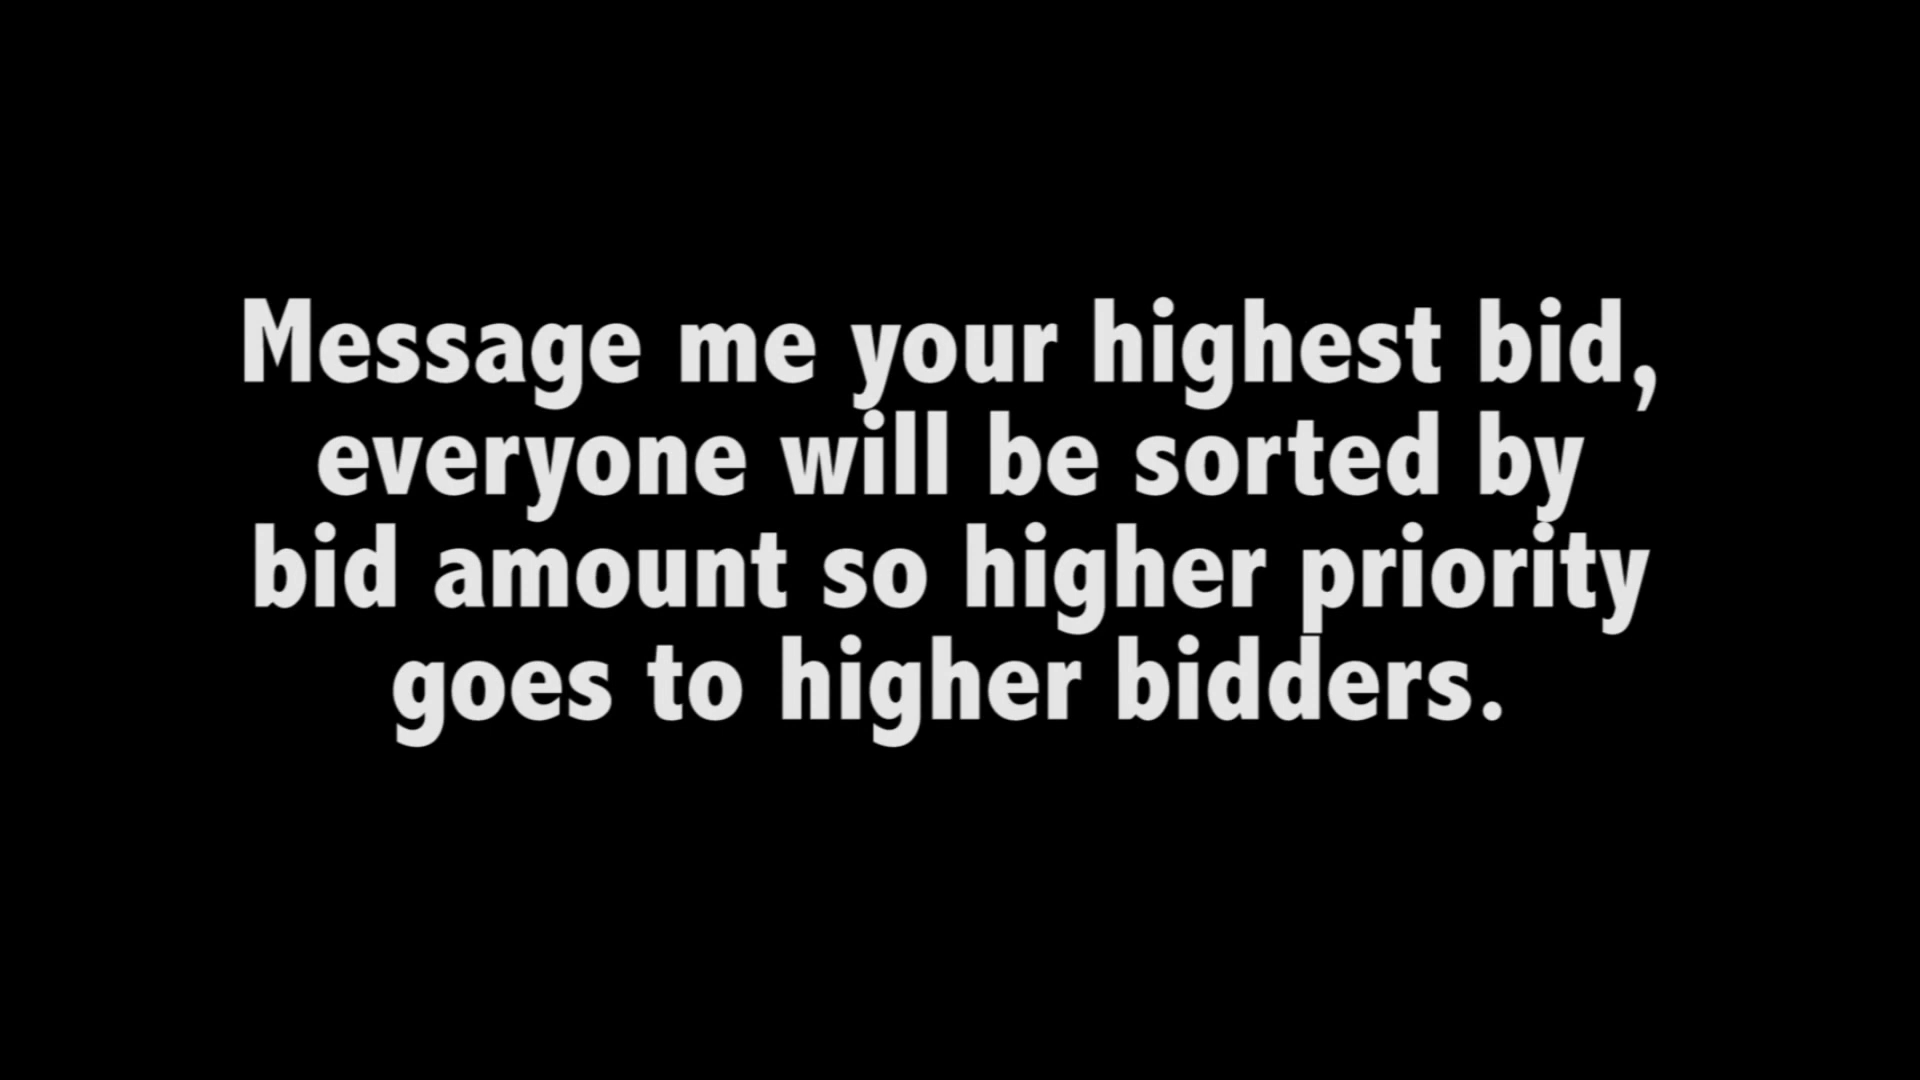 Message me your highest bid,
everyone will be sorted by
bid amount so higher priority
goes to higher bidders.